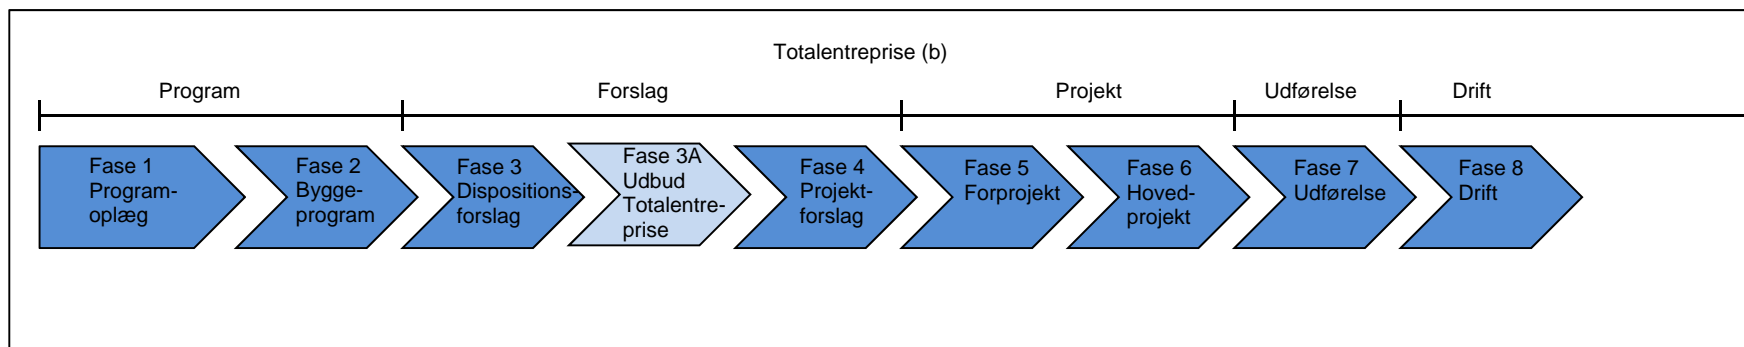 Totalentreprise (b)
Program
Forslag
Projekt
Udførelse
Drift
Fase 1
Program-
oplæg
Fase 2
Bygge-
program
Fase 3
Dispositions-
forslag
Fase 3A
Udbud
Totalentre-
prise
Fase 4
Projekt-
forslag
Fase 5
Forprojekt
Fase 6
Hoved-
projekt
Fase 7
Udførelse
Fase 8
Drift